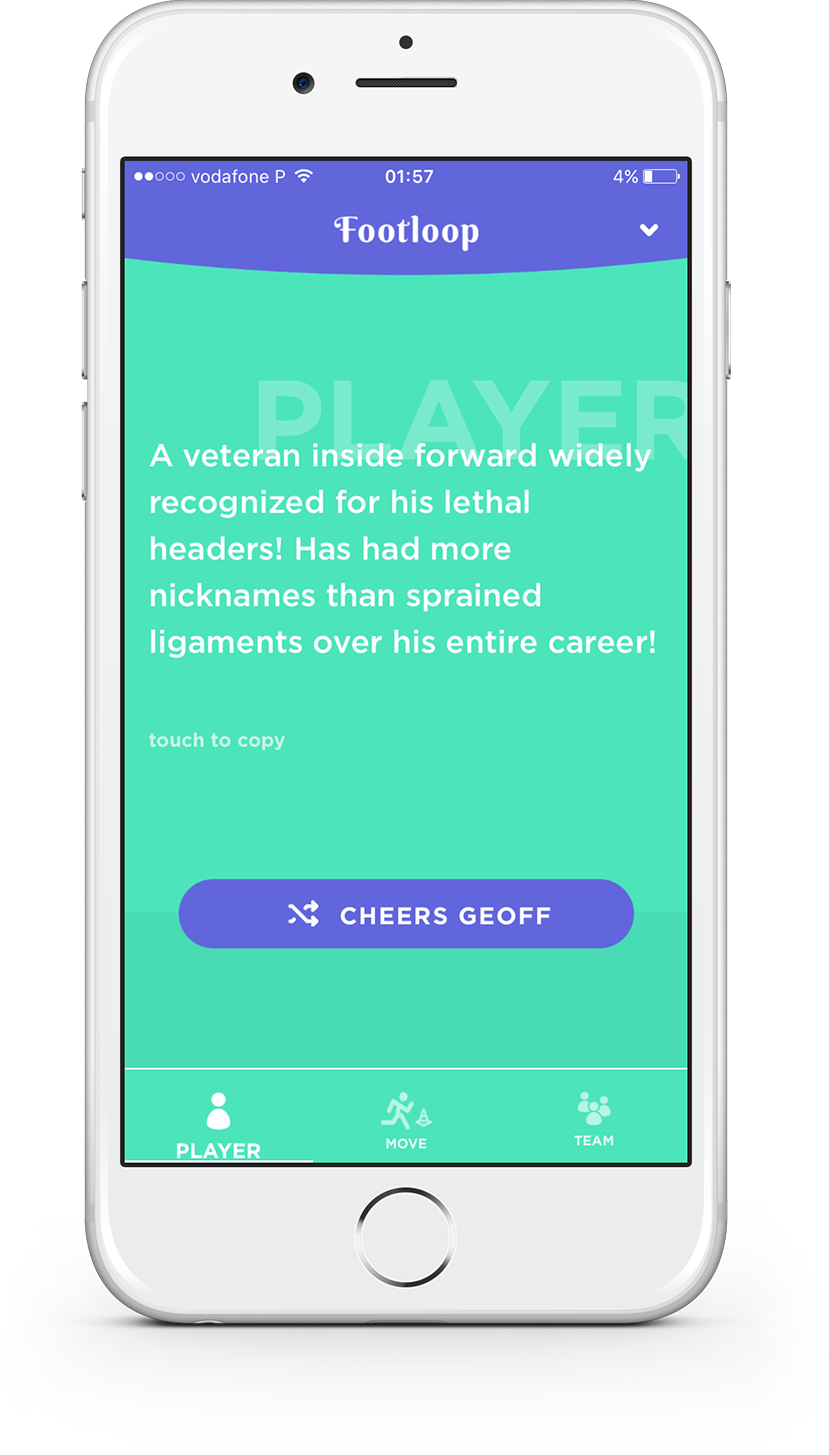 vodafone P 01:57 4%
Footloop
PLAYER
A veteran inside forward widely
recognized for his lethal
headers! Has had more
nicknames than sprained
ligaments over his entire career!
touch to copy
CHEERS GEOFF
PLAYER MOVE TEAM